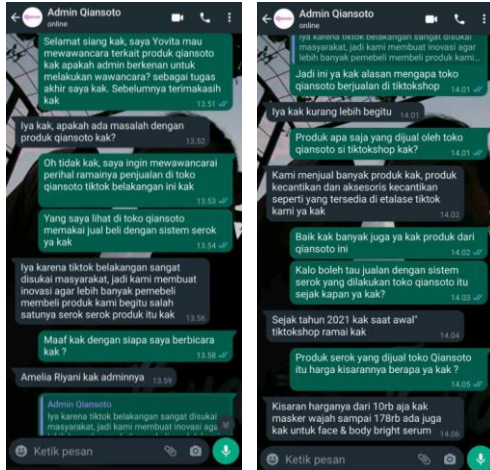 Admin Qiansoto
online
Selamat siang kak, saya Yovita mau
mewawancara terkait produk qiansoto
kak apakah admin berkenan untuk
melakukan wawancara? sebagai tugas
akhir saya kak. Sebelumnya terimakasih
kak
13.51
Iya kak, apakah ada masalah dengan
produk qiansoto kak?
13.52
Oh tidak kak, saya ingin mewawancarai
perihal ramainya penjualan di toko
qiansoto tiktok belakangan ini kak
13.53
Yang saya lihat di toko qiansoto
memakai jual beli dengan sistem serok
ya kak
13.54
Iya karena tiktok belakangan sangat
disukai masyarakat, jadi kami membuat
inovasi agar lebih banyak pemebeli
membeli produk kami begitu salah
satunya serok serok produk itu kak
13.56
Maaf kak dengan siapa saya berbicara
kak ?
13.58
Amelia Riyani kak adminnya
13.59
Admin Qiansoto
Iya karena tiktok belakangan sangat disukai
masyarakat, jadi kami membuat inovasi aga
Ketik pesan
Admin Qiansoto
online
Iya karena tiktok belakangan sangat disukai
masyarakat, jadi kami membuat inovasi agar
lebih banyak pemebeli membeli produk kami...
Jadi ini ya kak alasan mengapa toko
qiansoto berjualan di tiktokshop
14.01
Iya kak kurang lebih begitu
14.01
Produk apa saja yang dijual oleh toko
qiansoto si tiktokshop kak?
14.01
Kami menjual banyak produk kak, produk
kecantikan dan aksesoris kecantikan
seperti yang tersedia di etalase tiktok
kami ya kak
14.02
Baik kak banyak juga ya kak produk dari
qiansoto ini
14.02
Kalo boleh tau jualan dengan sistem
serok yang dilakukan toko qiansoto itu
sejak kapan ya kak?
14.03
Sejak tahun 2021 kak saat awal"
tiktokshop ramai kak
14.04
Produk serok yang dijual toko Qiansoto
itu harga kisarannya berapa ya kak ?
14.05
Kisaran harganya dari 10rb aja kak
masker wajah sampai 178rb ada juga
kak untuk face & body bright serum
14.06
Ketik pesan